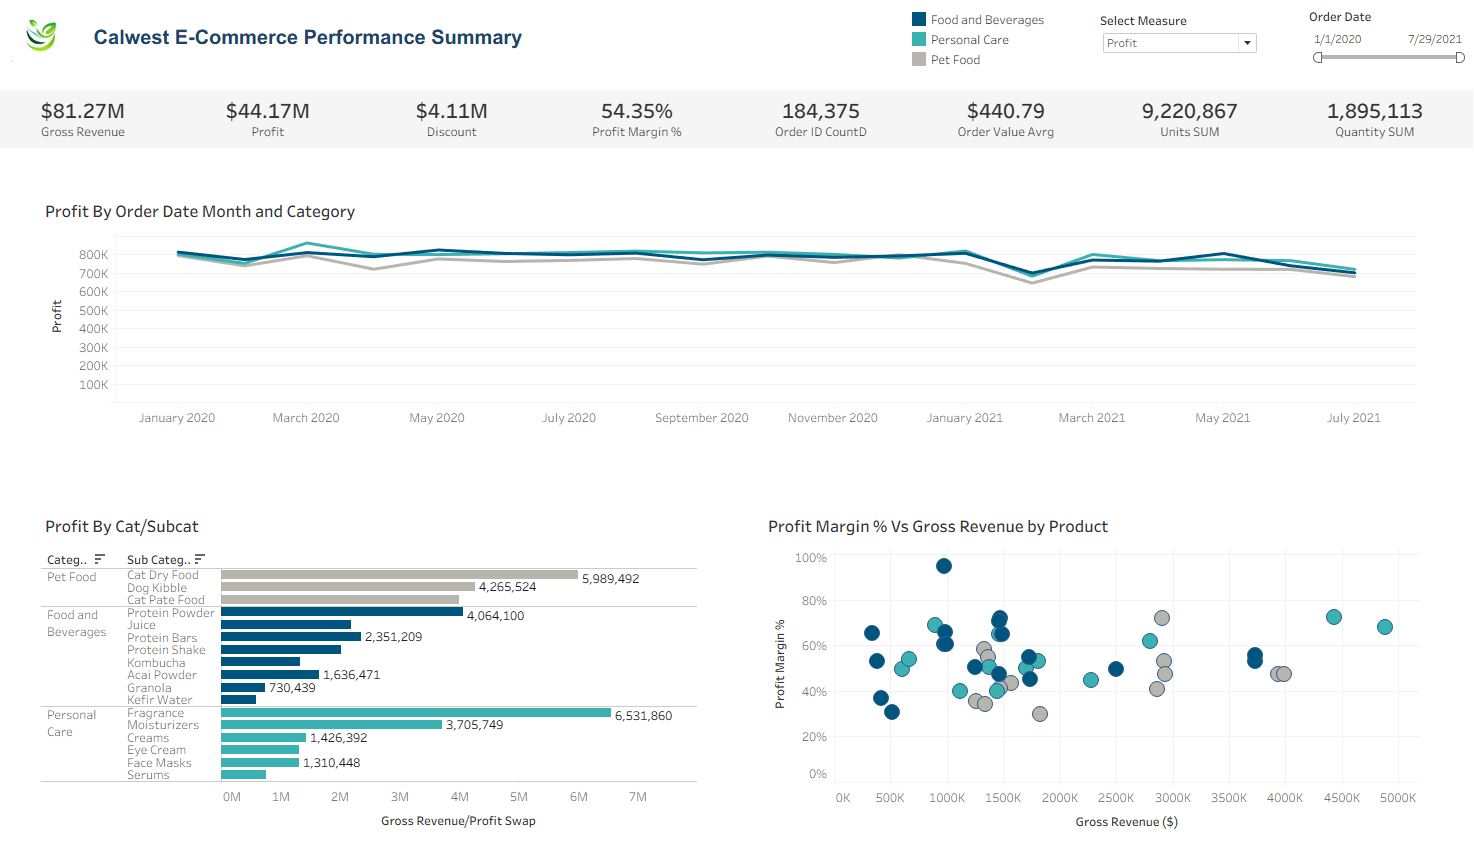 Calwest E-Commerce Performance Summary
Food and Beverages
Personal Care
Pet Food
Select Measure
Profit
Order Date
1/1/2020 7/29/2021
$81.27M
Gross Revenue
$44.17M
Profit
$4.11M
Discount
54.35%
Profit Margin %
184,375
Order ID CountD
$440.79
Order Value Avrg
9,220,867
Units SUM
1,895,113
Quantity SUM
Profit By Order Date Month and Category
Profit
800K
700K
600K
500K
400K
300K
200K
100K
January 2020 March 2020 May 2020 July 2020 September 2020 November 2020 January 2021 March 2021 May 2021 July 2021
Profit By Cat/Subcat
Categ.. Sub Categ..
Pet Food Cat Dry Food 5,989,492
Dog Kibble 4,265,524
Cat Pate Food
Food and Beverages Protein Powder 4,064,100
Juice
Protein Bars 2,351,209
Protein Shake
Kombucha
Acai Powder 1,636,471
Granola 730,439
Kefir Water
Personal Care Fragrance 6,531,860
Moisturizers 3,705,749
Creams 1,426,392
Eye Cream
Face Masks 1,310,448
Serums
0M 1M 2M 3M 4M 5M 6M 7M
Gross Revenue/Profit Swap
Profit Margin % Vs Gross Revenue by Product
Profit Margin %
100%
80%
60%
40%
20%
0%
0K 500K 1000K 1500K 2000K 2500K 3000K 3500K 4000K 4500K 5000K
Gross Revenue ($)